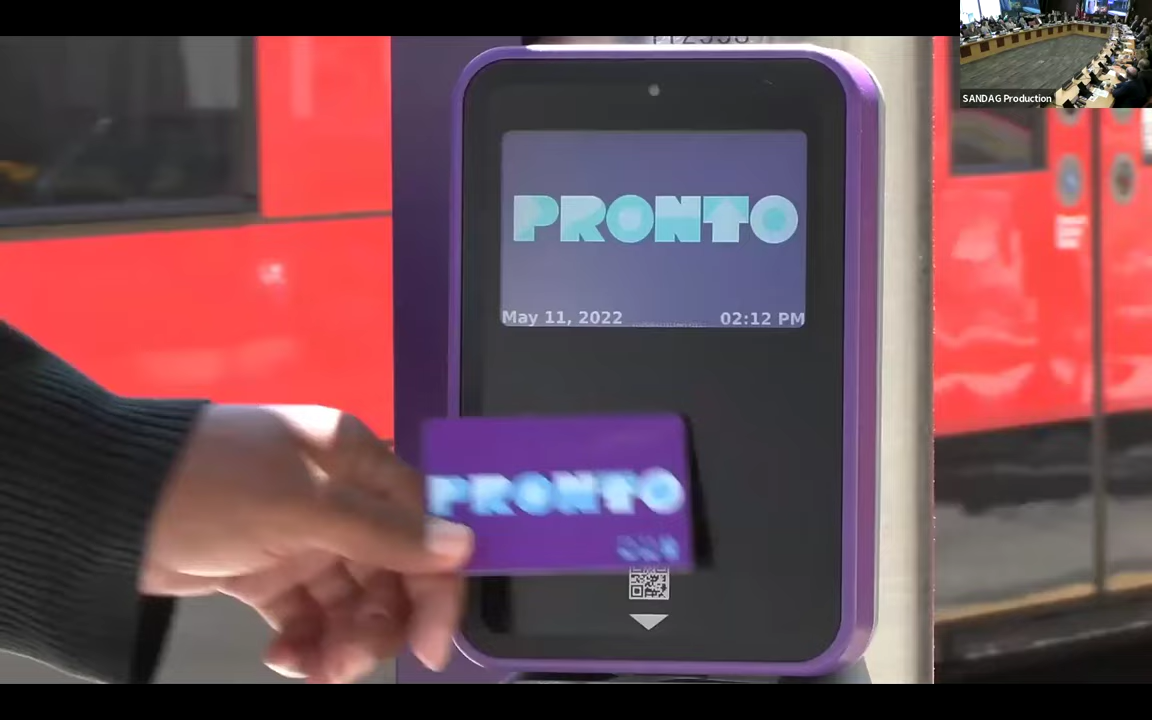 SANDAG Production
PRONTO
May 11, 2022
02:12 PM
PRONTO